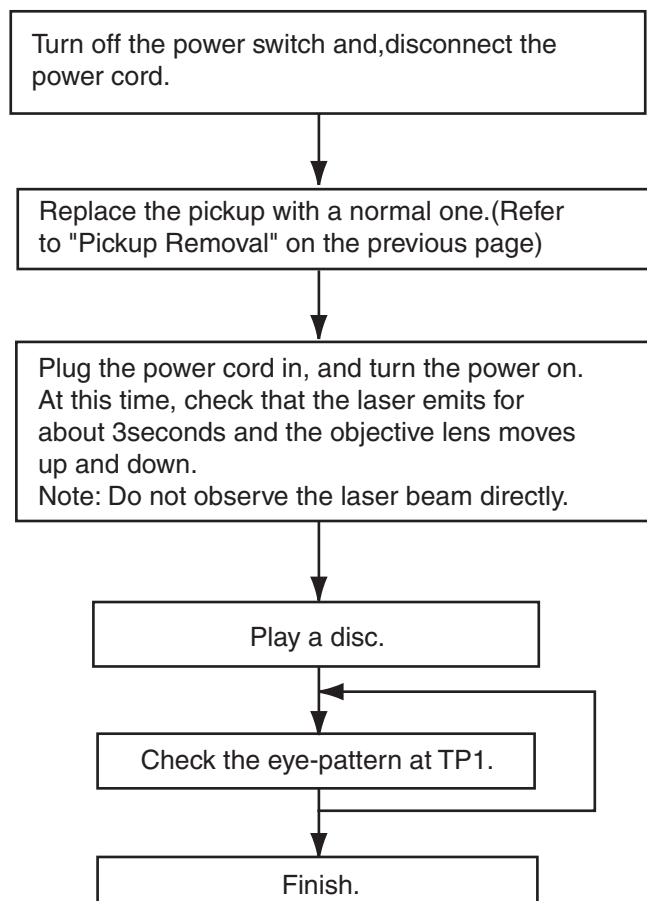 Turn off the power switch and,disconnect the
power cord.
Replace the pickup with a normal one.(Refer
to "Pickup Removal" on the previous page)
Plug the power cord in, and turn the power on.
At this time, check that the laser emits for
about 3seconds and the objective lens moves
up and down.
Note: Do not observe the laser beam directly.
Play a disc.
Check the eye-pattern at TP1.
Finish.